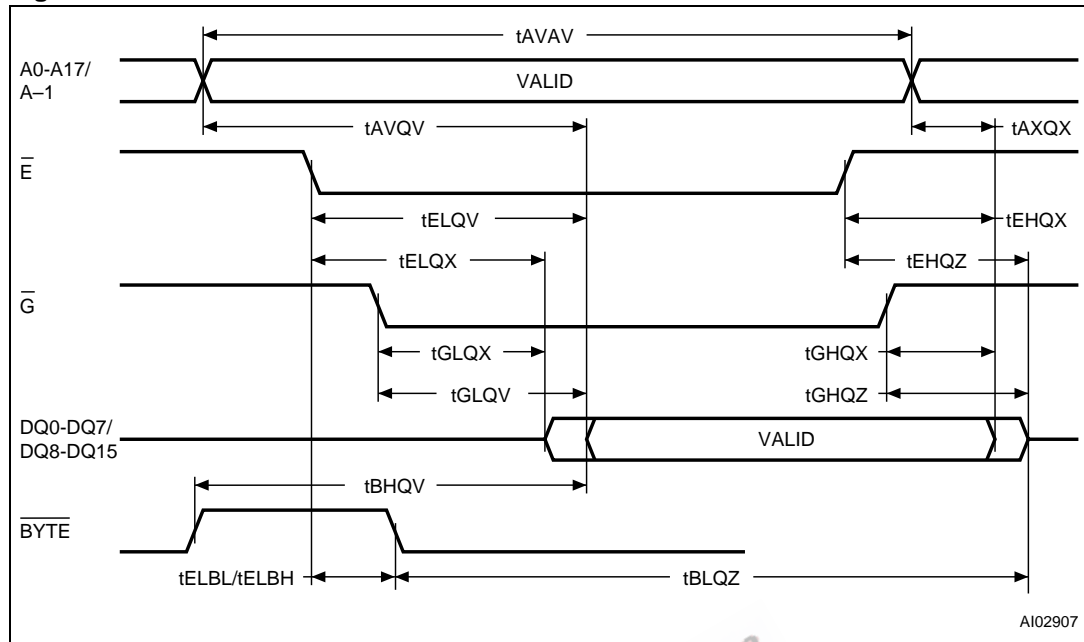 tAVAV
A0-A17/
A–1
VALID
tAVQV
tAXQX
E
tELQV
tEHQX
tELQX
tEHQZ
G
tGLQX
tGHQX
tGLQV
tGHQZ
DQ0-DQ7/
DQ8-DQ15
VALID
tBHQV
BYTE
tELBL/tELBH
tBLQZ
AI02907